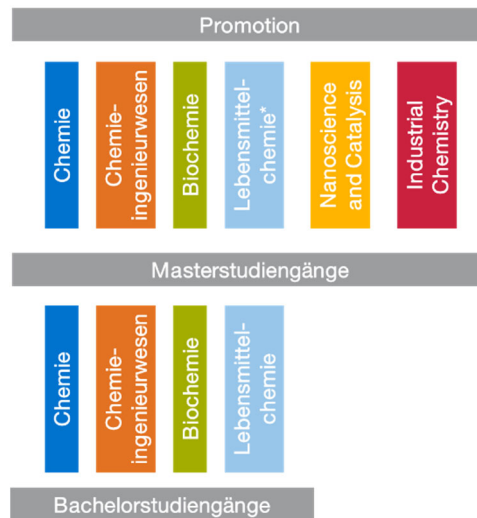 Promotion
Chemie
Chemie-
ingenieurwesen
Biochemie
Lebensmittel-
chemie*
Nanoscience
and Catalysis
Industrial
Chemistry
Masterstudiengänge
Chemie
Chemie-
ingenieurwesen
Biochemie
Lebensmittel-
chemie
Bachelorstudiengänge